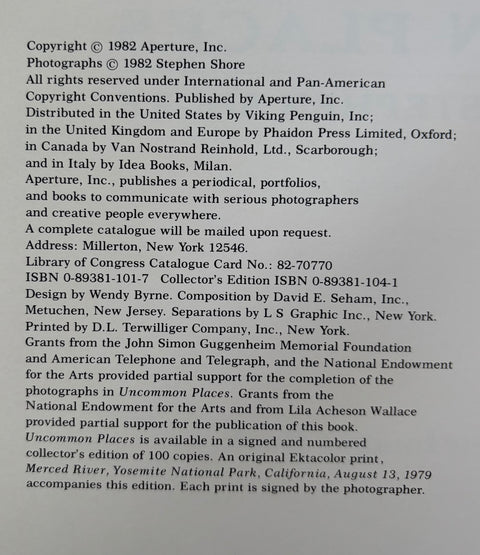 Copyright © 1982 Aperture, Inc.
Photographs © 1982 Stephen Shore
All rights reserved under International and Pan-American
Copyright Conventions. Published by Aperture, Inc.
Distributed in the United States by Viking Penguin, Inc;
in the United Kingdom and Europe by Phaidon Press Limited, Oxford;
in Canada by Van Nostrand Reinhold, Ltd., Scarborough;
and in Italy by Idea Books, Milan.
Aperture, Inc., publishes a periodical, portfolios,
and books to communicate with serious photographers
and creative people everywhere.
A complete catalogue will be mailed upon request.
Address: Millerton, New York 12546.
Library of Congress Catalogue Card No.: 82-70770
ISBN 0-89381-101-7 Collector's Edition ISBN 0-89381-104-1
Design by Wendy Byrne. Composition by David E. Seham, Inc.,
Metuchen, New Jersey. Separations by L S Graphic Inc., New York.
Printed by D.L. Terwilliger Company, Inc., New York.
Grants from the John Simon Guggenheim Memorial Foundation
and American Telephone and Telegraph, and the National Endowment
for the Arts provided partial support for the completion of the
photographs in Uncommon Places. Grants from the
National Endowment for the Arts and from Lila Acheson Wallace
provided partial support for the publication of this book.
Uncommon Places is available in a signed and numbered
collector's edition of 100 copies. An original Ektacolor print,
Merced River, Yosemite National Park, California, August 13, 1979
accompanies this edition. Each print is signed by the photographer.